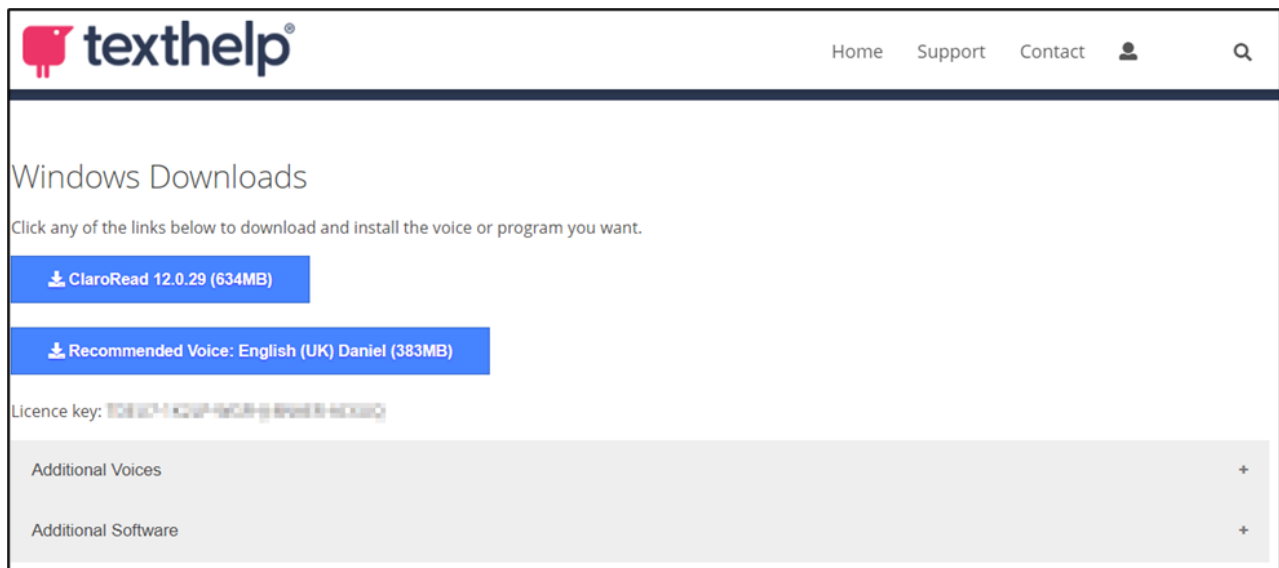 texthelp®
Home Support Contact
Windows Downloads
Click any of the links below to download and install the voice or program you want.
ClaroRead 12.0.29 (634MB)
Recommended Voice: English (UK) Daniel (383MB)
Licence key:
Additional Voices +
Additional Software +